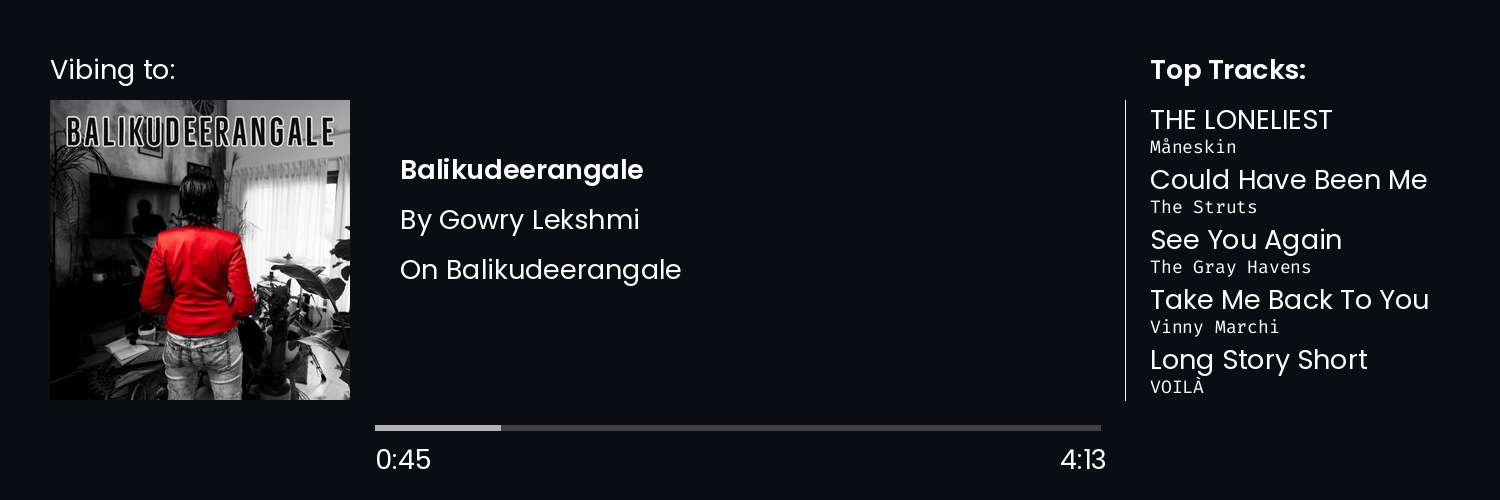 Vibing to:
BALIKUDEERANGALE
Balikudeerangale
By Gowry Lekshmi
On Balikudeerangale
0:45
4:13
Top Tracks:
THE LONELIEST
Måneskin
Could Have Been Me
The Struts
See You Again
The Gray Havens
Take Me Back To You
Vinny Marchi
Long Story Short
VOILÀ